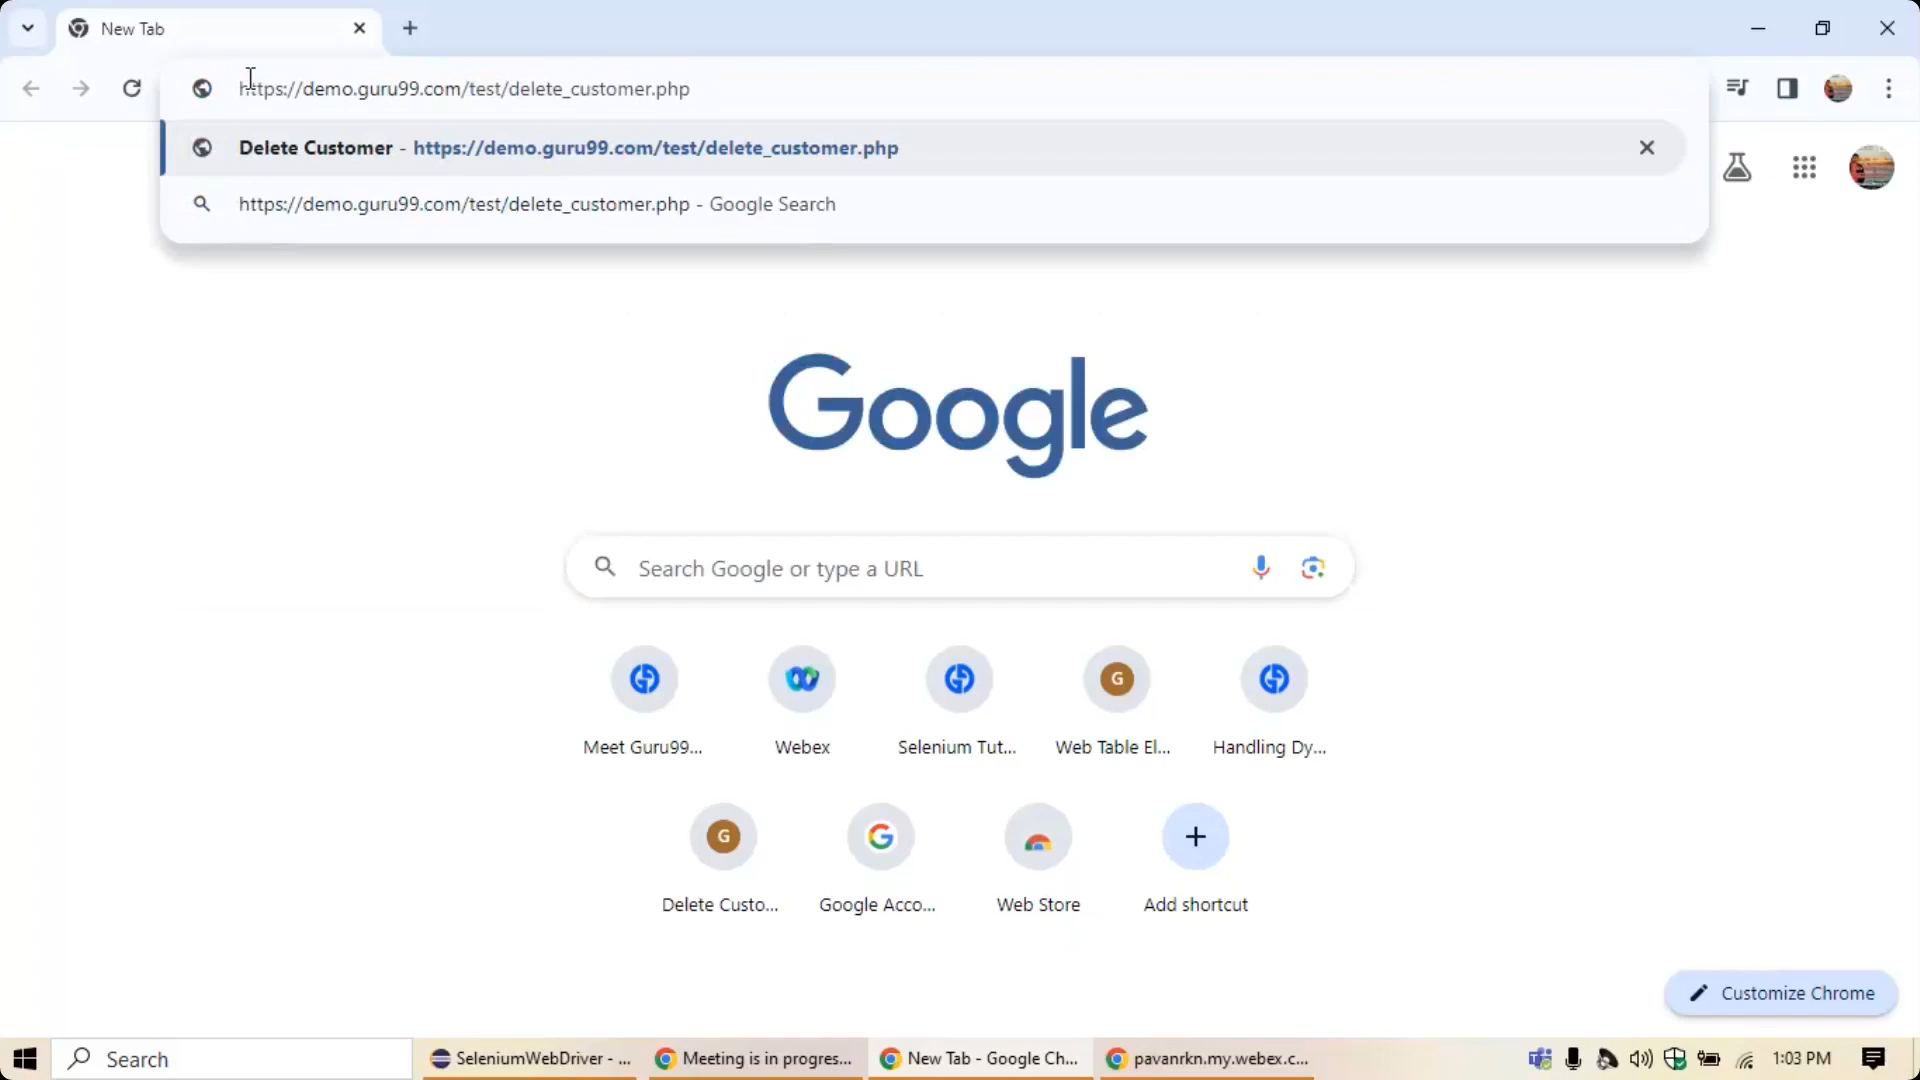 New Tab
https://demo.guru99.com/test/delete_customer.php
Delete Customer - https://demo.guru99.com/test/delete_customer.php
https://demo.guru99.com/test/delete_customer.php - Google Search
Google
Search Google or type a URL
Meet Guru99... Webex Selenium Tut... Web Table El... Handling Dy...
G
G
Delete Custo... Google Acco... Web Store Add shortcut
Customize Chrome
Search SeleniumWebDriver - ... Meeting is in progres... New Tab - Google Ch... pavanrkn.my.webex.c... 1:03 PM